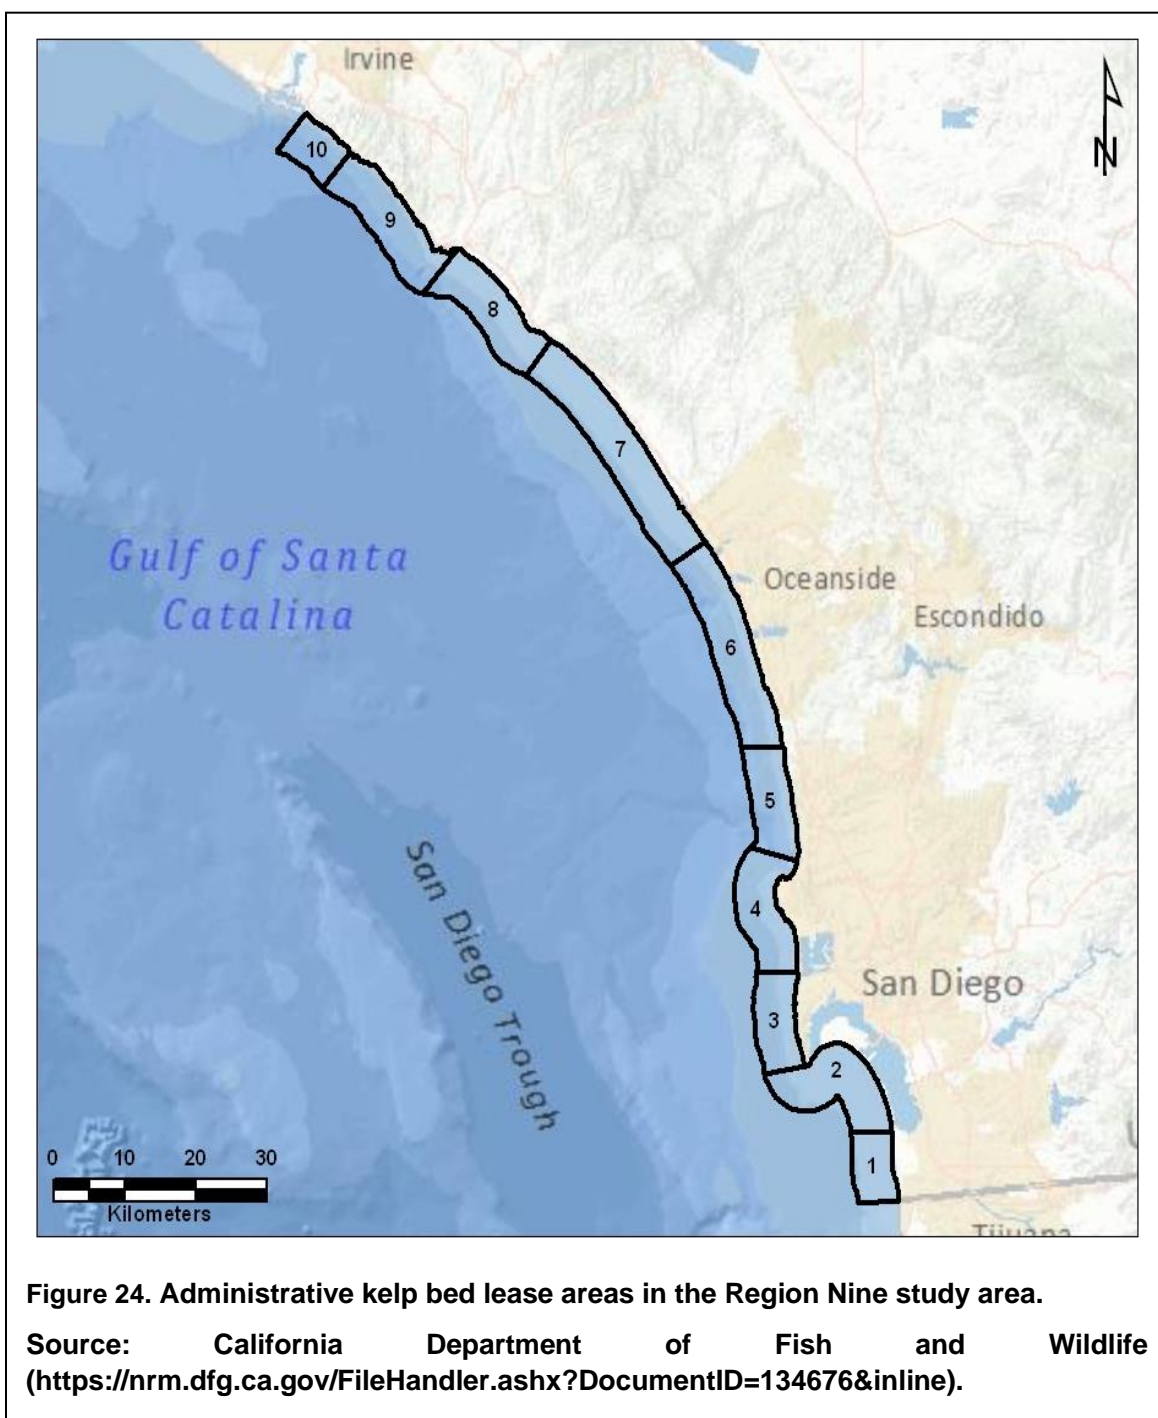 Irvine
N
10
9
8
7
Gulf of Santa
Catalina
Oceanside
Escondido
6
5
San Diego Trough
4
San Diego
3
2
1
0 10 20 30
Kilometers
Tijuana
Figure 24. Administrative kelp bed lease areas in the Region Nine study area.
Source: California Department of Fish and Wildlife
(https://nrm.dfg.ca.gov/FileHandler.ashx?DocumentID=134676&inline).